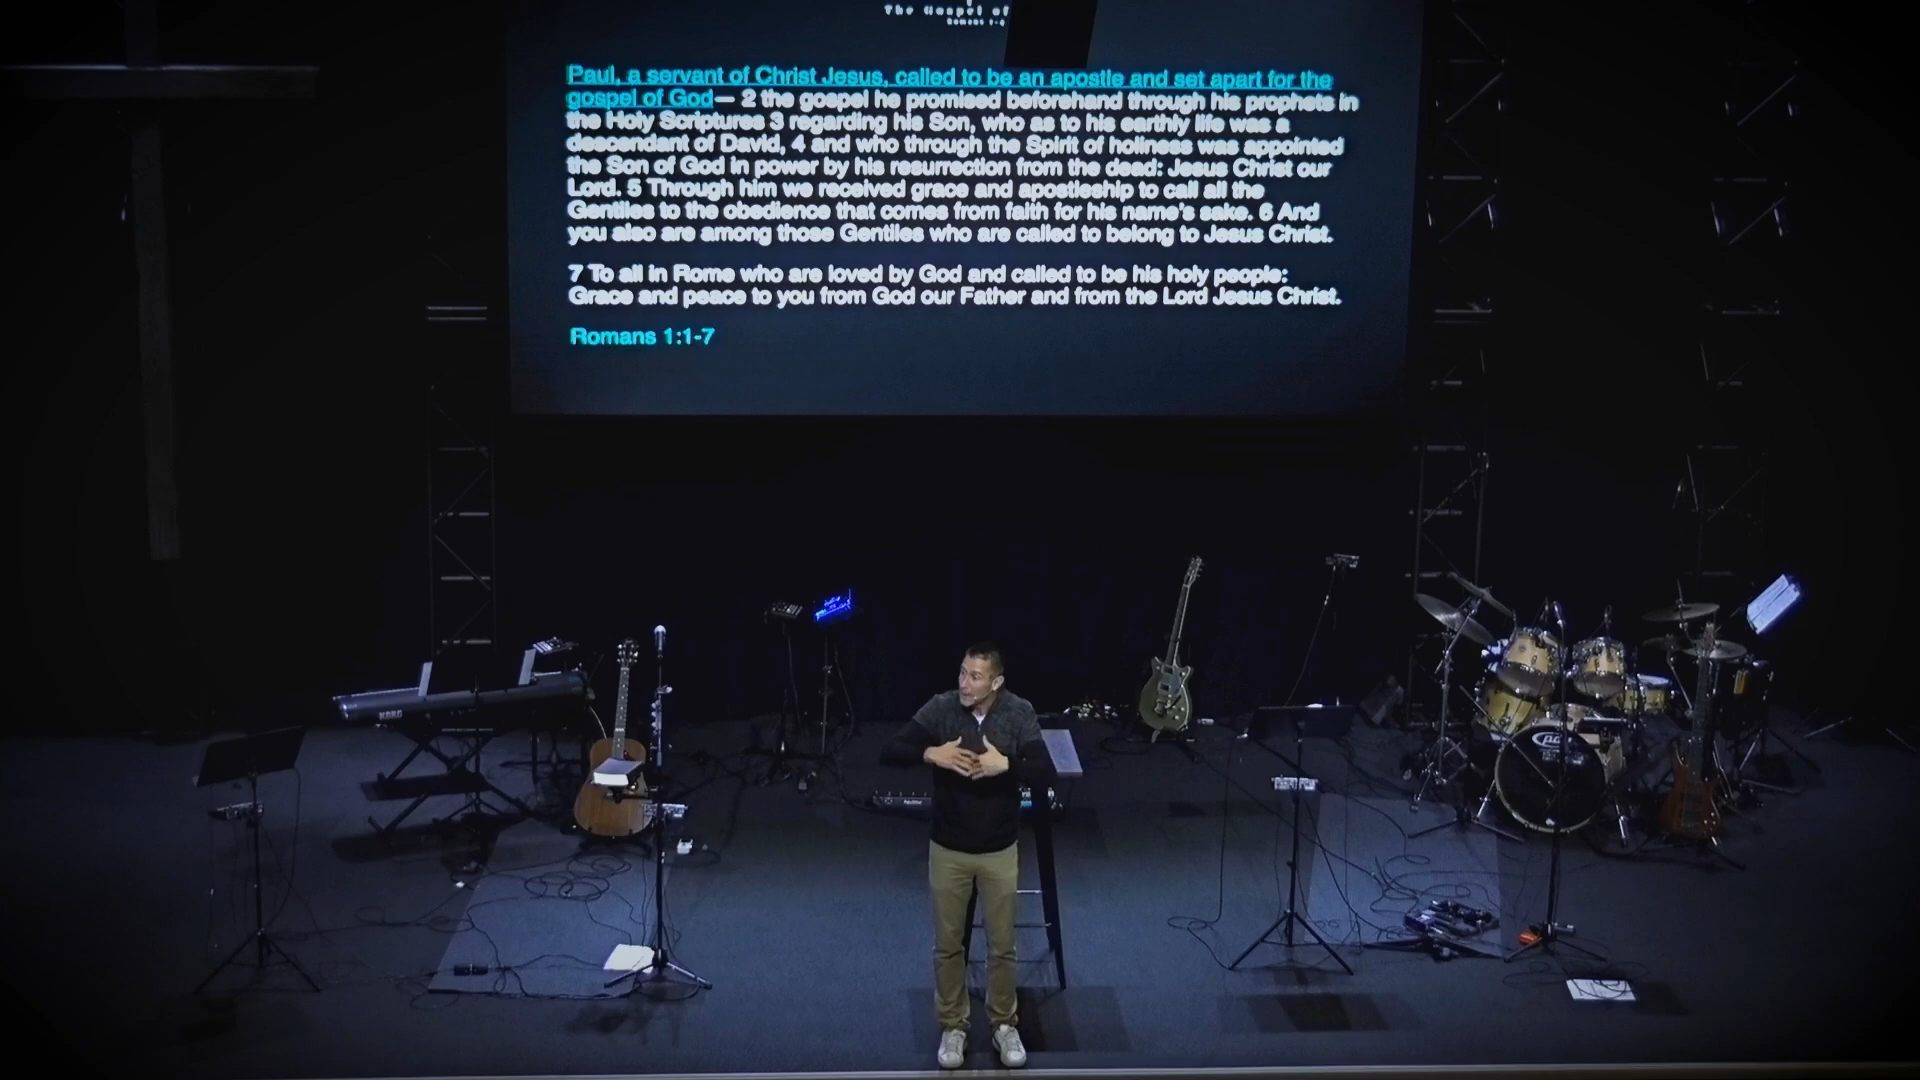 The Gospel of
Romans 1-4
Paul, a servant of Christ Jesus, called to be an apostle and set apart for the
gospel of God— 2 the gospel he promised beforehand through his prophets in
the Holy Scriptures 3 regarding his Son, who as to his earthly life was a
descendant of David, 4 and who through the Spirit of holiness was appointed
the Son of God in power by his resurrection from the dead: Jesus Christ our
Lord. 5 Through him we received grace and apostleship to call all the
Gentiles to the obedience that comes from faith for his name's sake. 6 And
you also are among those Gentiles who are called to belong to Jesus Christ.
7 To all in Rome who are loved by God and called to be his holy people:
Grace and peace to you from God our Father and from the Lord Jesus Christ.
Romans 1:1-7
KORG